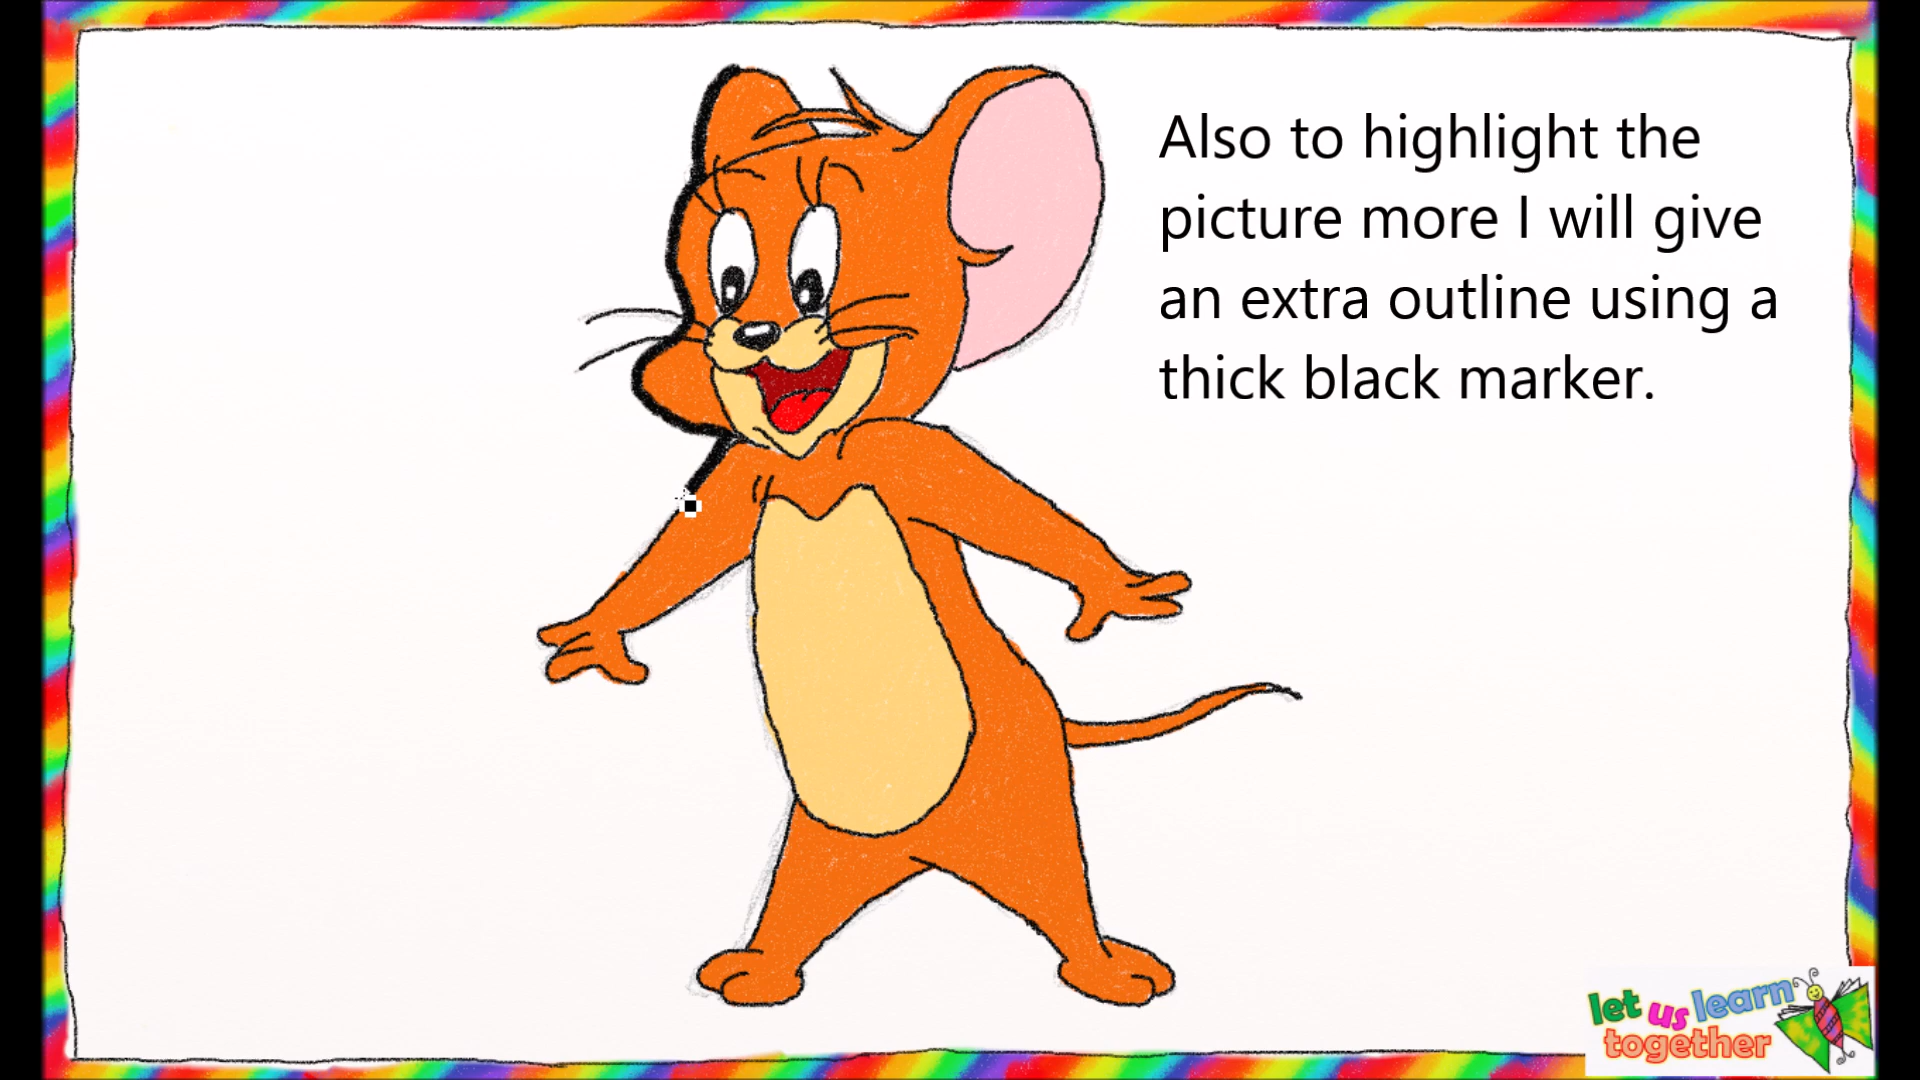 Also to highlight the
picture more I will give
an extra outline using a
thick black marker.
let us learn
together